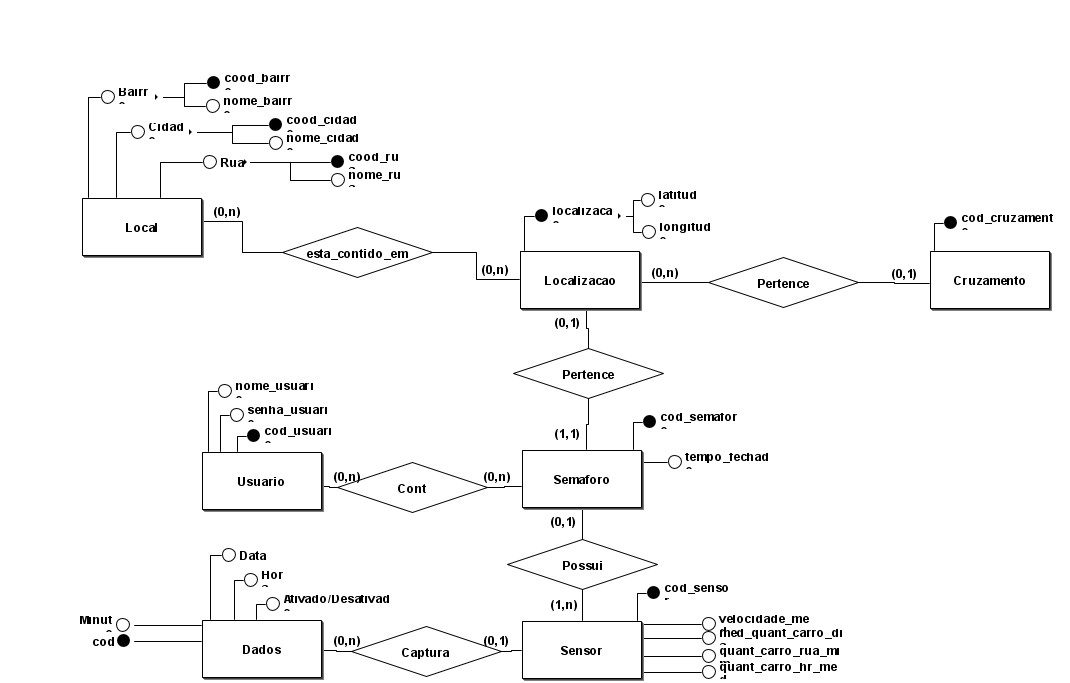 Bairr
o
cood_bairr
o
nome_bairr
o
Cidad
e
cood_cidad
e
nome_cidad
e
Rua
cood_ru
a
nome_ru
a
Local
(0,n)
esta_contido_em
(0,n)
localizaca
o
latitud
e
longitud
e
Localizacao
(0,n)
Pertence
(0,1)
cod_cruzament
o
Cruzamento
(0,1)
Pertence
(1,1)
nome_usuari
o
senha_usuari
o
cod_usuari
o
Usuario
(0,n)
Cont
(0,n)
cod_semafor
o
tempo_fechad
o
Semaforo
(0,1)
Possui
(1,n)
Data
Hor
a
Ativado/Desativad
o
Minut
o
cod
Dados
(0,n)
Captura
(0,1)
cod_senso
r
velocidade_me
med_quant_carro_di
quant_carro_rua_mi
quant_carro_hr_me
d
Sensor